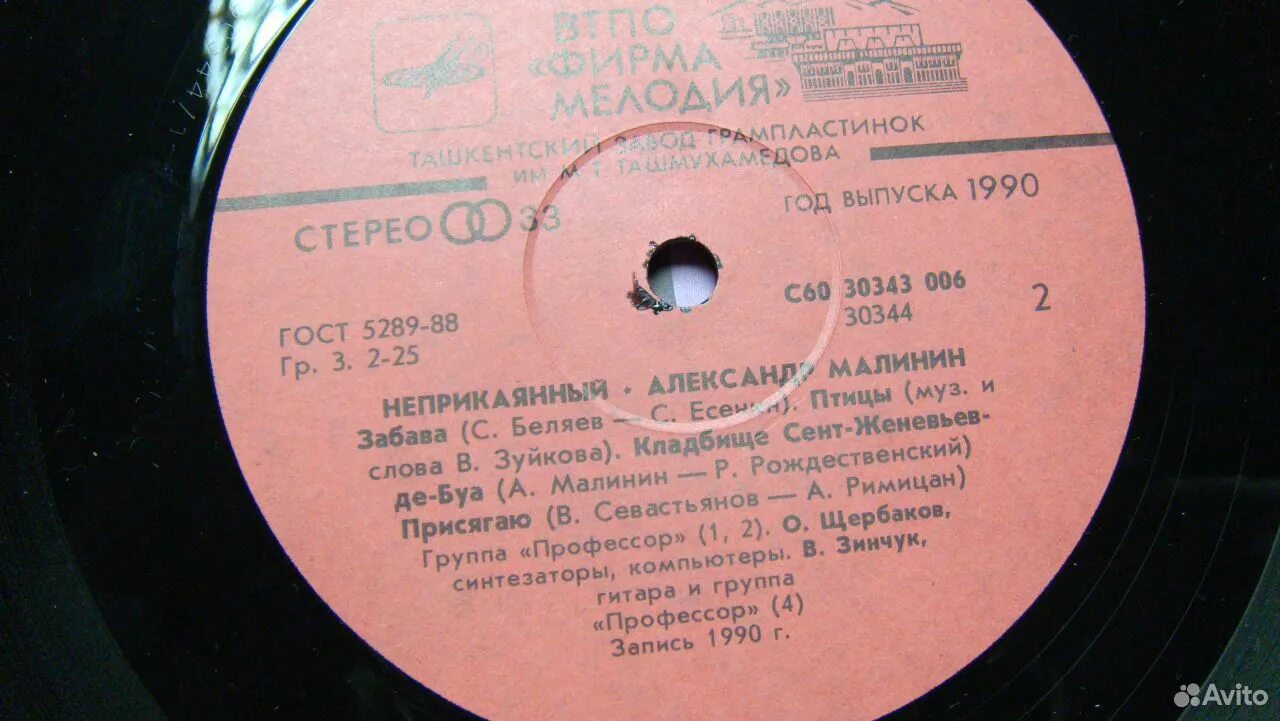 ВТПО
«ФИРМА
МЕЛОДИЯ»
ТАШКЕНТСКИЙ ЗАВОД ГРАМПЛАСТИНОК
ИМ М Т. ТАШМУХАМЕДОВА
СТЕРЕО 33
ГОД ВЫПУСКА 1990
ГОСТ 5289-88
Гр. 3. 2-25
С60 30343 006
30344
2
НЕПРИКАЯННЫЙ · АЛЕКСАНДР МАЛИНИН
Забава (С. Беляев — С. Есенин). Птицы (муз. и
слова В. Зуйкова). Кладбище Сент-Женевьев-
де-Буа (А. Малинин — Р. Рождественский)
Присягаю (В. Севастьянов — А. Римицан)
Группа «Профессор» (1, 2). О. Щербаков,
синтезаторы, компьютеры. В. Зинчук,
гитара и группа
«Профессор» (4)
Запись 1990 г.
Avito